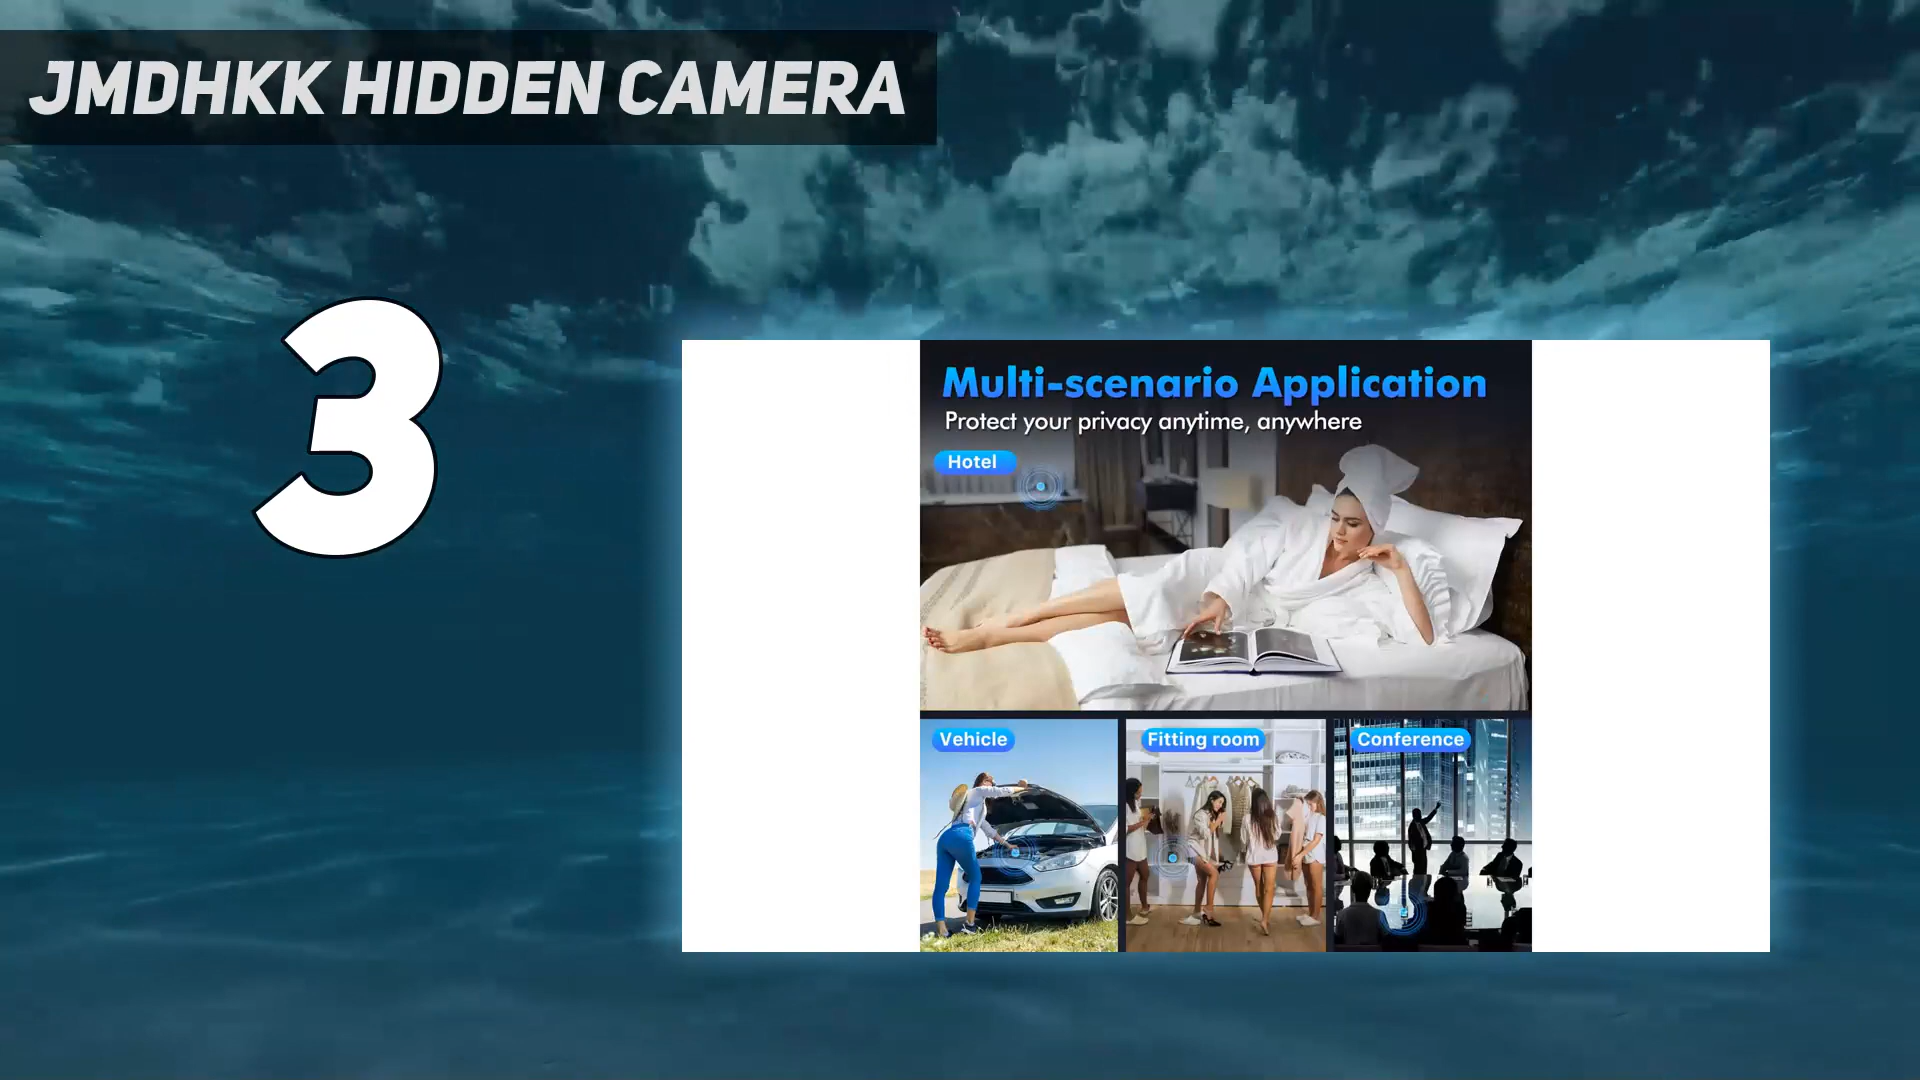 JMDHKK HIDDEN CAMERA
3
Multi-scenario Application
Protect your privacy anytime, anywhere
Hotel
Vehicle
Fitting room
Conference